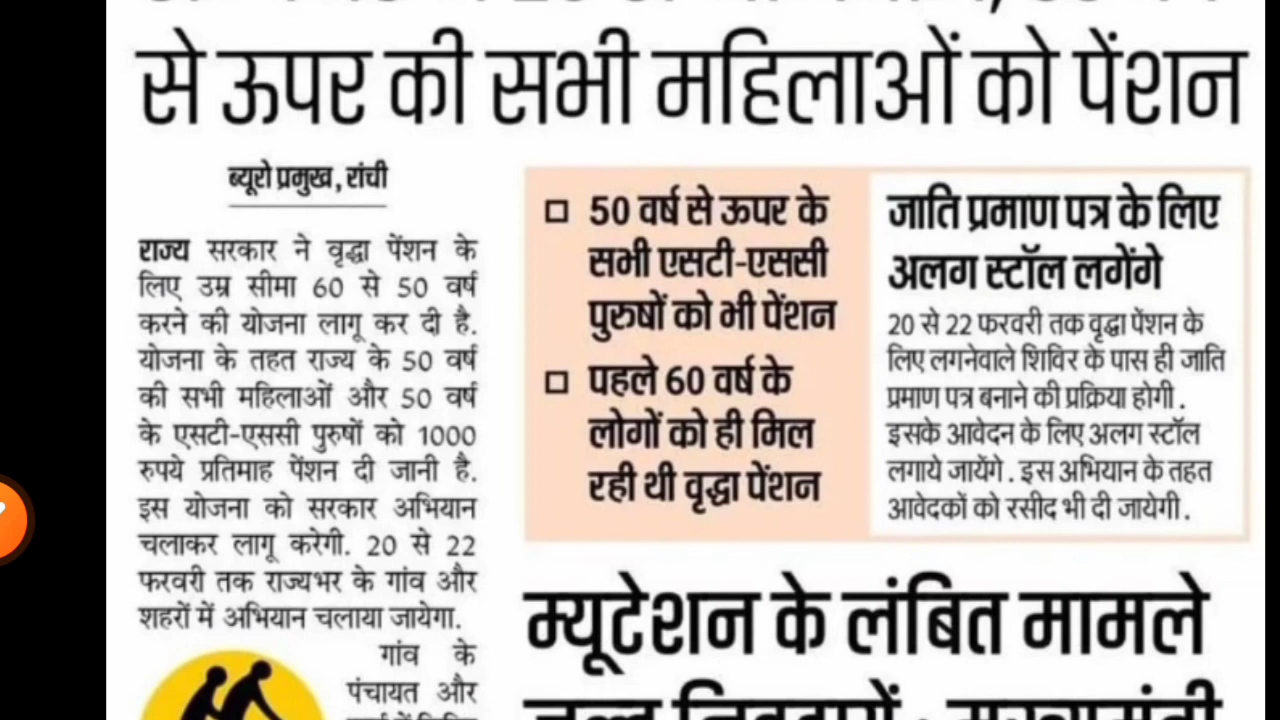 से ऊपर की सभी महिलाओं को पेंशन
ब्यूरो प्रमुख, रांची
राज्य सरकार ने वृद्धा पेंशन के
लिए उम्र सीमा 60 से 50 वर्ष
करने की योजना लागू कर दी है.
योजना के तहत राज्य के 50 वर्ष
की सभी महिलाओं और 50 वर्ष
के एसटी-एससी पुरुषों को 1000
रुपये प्रतिमाह पेंशन दी जानी है.
इस योजना को सरकार अभियान
चलाकर लागू करेगी. 20 से 22
फरवरी तक राज्यभर के गांव और
शहरों में अभियान चलाया जायेगा.
गांव के
पंचायत और
50 वर्ष से ऊपर के
सभी एसटी-एससी
पुरुषों को भी पेंशन
पहले 60 वर्ष के
लोगों को ही मिल
रही थी वृद्धा पेंशन
जाति प्रमाण पत्र के लिए
अलग स्टॉल लगेंगे
20 से 22 फरवरी तक वृद्धा पेंशन के
लिए लगनेवाले शिविर के पास ही जाति
प्रमाण पत्र बनाने की प्रक्रिया होगी.
इसके आवेदन के लिए अलग स्टॉल
लगाये जायेंगे. इस अभियान के तहत
आवेदकों को रसीद भी दी जायेगी.
म्यूटेशन के लंबित मामले